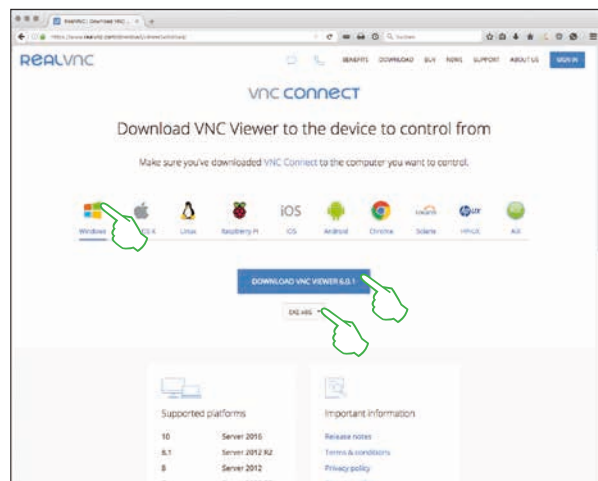 RealVNC | Download VNC ...
Suchen
RealVNC
BENEFITS DOWNLOAD BUY NEWS SUPPORT ABOUT US SIGN IN
VNC CONNECT
Download VNC Viewer to the device to control from
Make sure you've downloaded VNC Connect to the computer you want to control.
iOS
Windows OS X Linux Raspberry Pi iOS Android Chrome Solaris HP-UX AIX
DOWNLOAD VNC VIEWER 6.0.1
EXE x86
Supported platforms Important information
10 Server 2016 Release notes
8.1 Server 2012 R2 Terms & conditions
8 Server 2012 Privacy policy